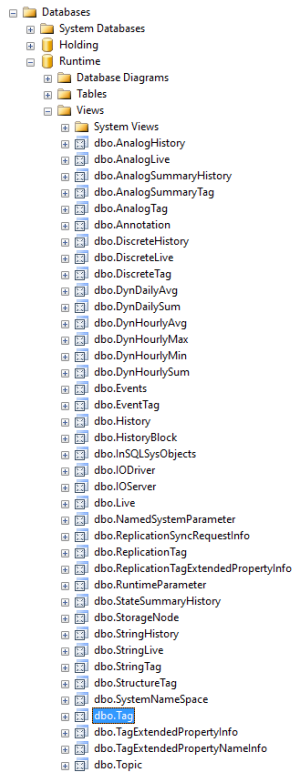 Databases
System Databases
Holding
Runtime
Database Diagrams
Tables
Views
System Views
dbo.AnalogHistory
dbo.AnalogLive
dbo.AnalogSummaryHistory
dbo.AnalogSummaryTag
dbo.AnalogTag
dbo.Annotation
dbo.DiscreteHistory
dbo.DiscreteLive
dbo.DiscreteTag
dbo.DynDailyAvg
dbo.DynDailySum
dbo.DynHourlyAvg
dbo.DynHourlyMax
dbo.DynHourlyMin
dbo.DynHourlySum
dbo.Events
dbo.EventTag
dbo.History
dbo.HistoryBlock
dbo.InSQLSysObjects
dbo.IODriver
dbo.IOServer
dbo.Live
dbo.NamedSystemParameter
dbo.ReplicationSyncRequestInfo
dbo.ReplicationTag
dbo.ReplicationTagExtendedPropertyInfo
dbo.RuntimeParameter
dbo.StateSummaryHistory
dbo.StorageNode
dbo.StringHistory
dbo.StringLive
dbo.StringTag
dbo.StructureTag
dbo.SystemNameSpace
dbo.Tag
dbo.TagExtendedPropertyInfo
dbo.TagExtendedPropertyNameInfo
dbo.Topic